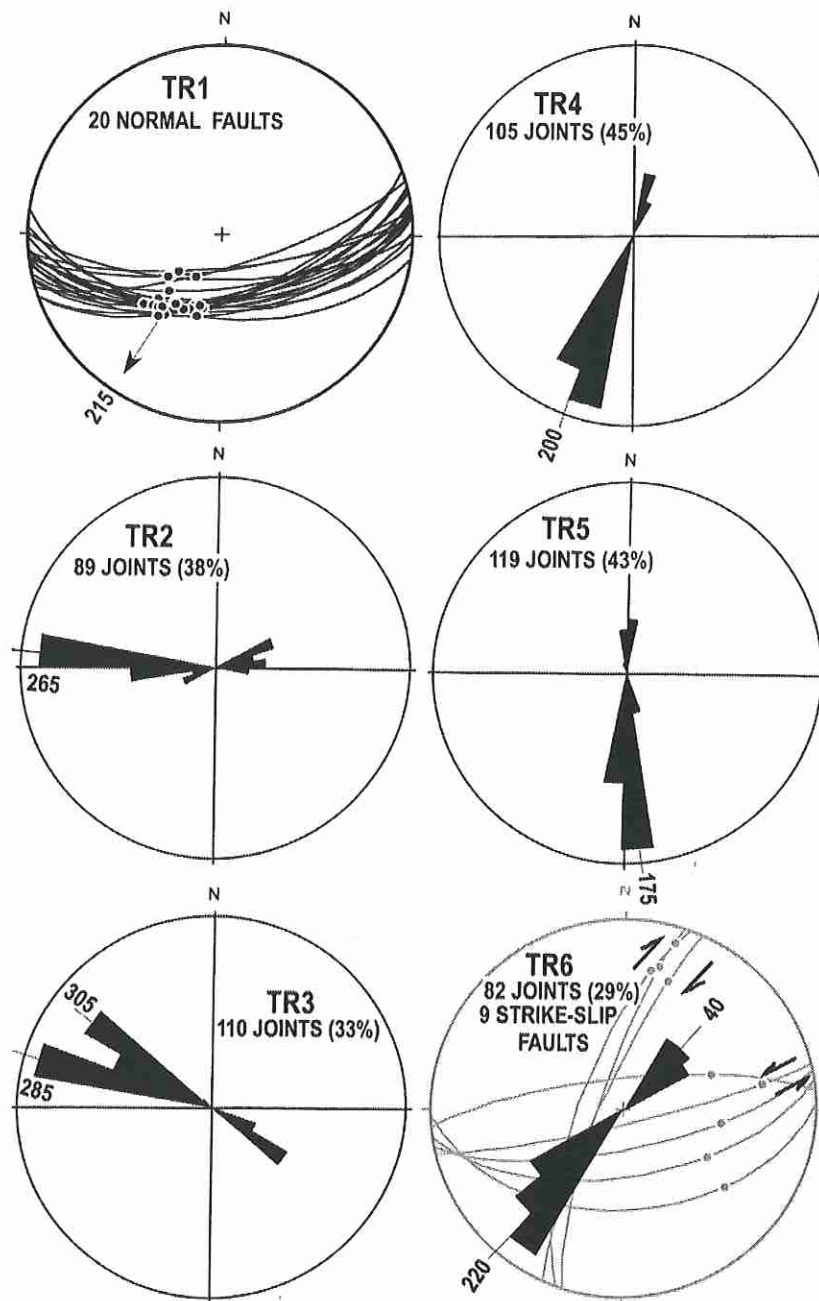 N
TR1
20 NORMAL FAULTS
215
N
TR4
105 JOINTS (45%)
200
N
TR2
89 JOINTS (38%)
265
N
TR5
119 JOINTS (43%)
175
N
TR3
110 JOINTS (33%)
305
285
N
TR6
82 JOINTS (29%)
9 STRIKE-SLIP
FAULTS
40
220